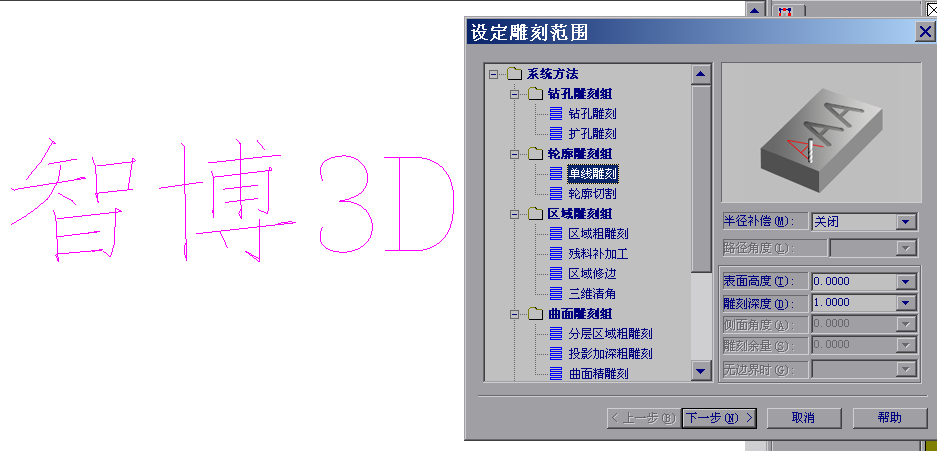 智博3D
设定雕刻范围
系统方法
钻孔雕刻组
钻孔雕刻
扩孔雕刻
轮廓雕刻组
单线雕刻
轮廓切割
区域雕刻组
区域粗雕刻
残料补加工
区域修边
三维清角
曲面雕刻组
分层区域粗雕刻
投影加深粗雕刻
曲面精雕刻
AAA
半径补偿(M): 关闭
路径角度(L):
表面高度(T): 0.0000
雕刻深度(D): 1.0000
侧面角度(A): 0.0000
雕刻余量(S): 0.0000
无边界时(G):
< 上一步(B) 下一步(N) > 取消 帮助